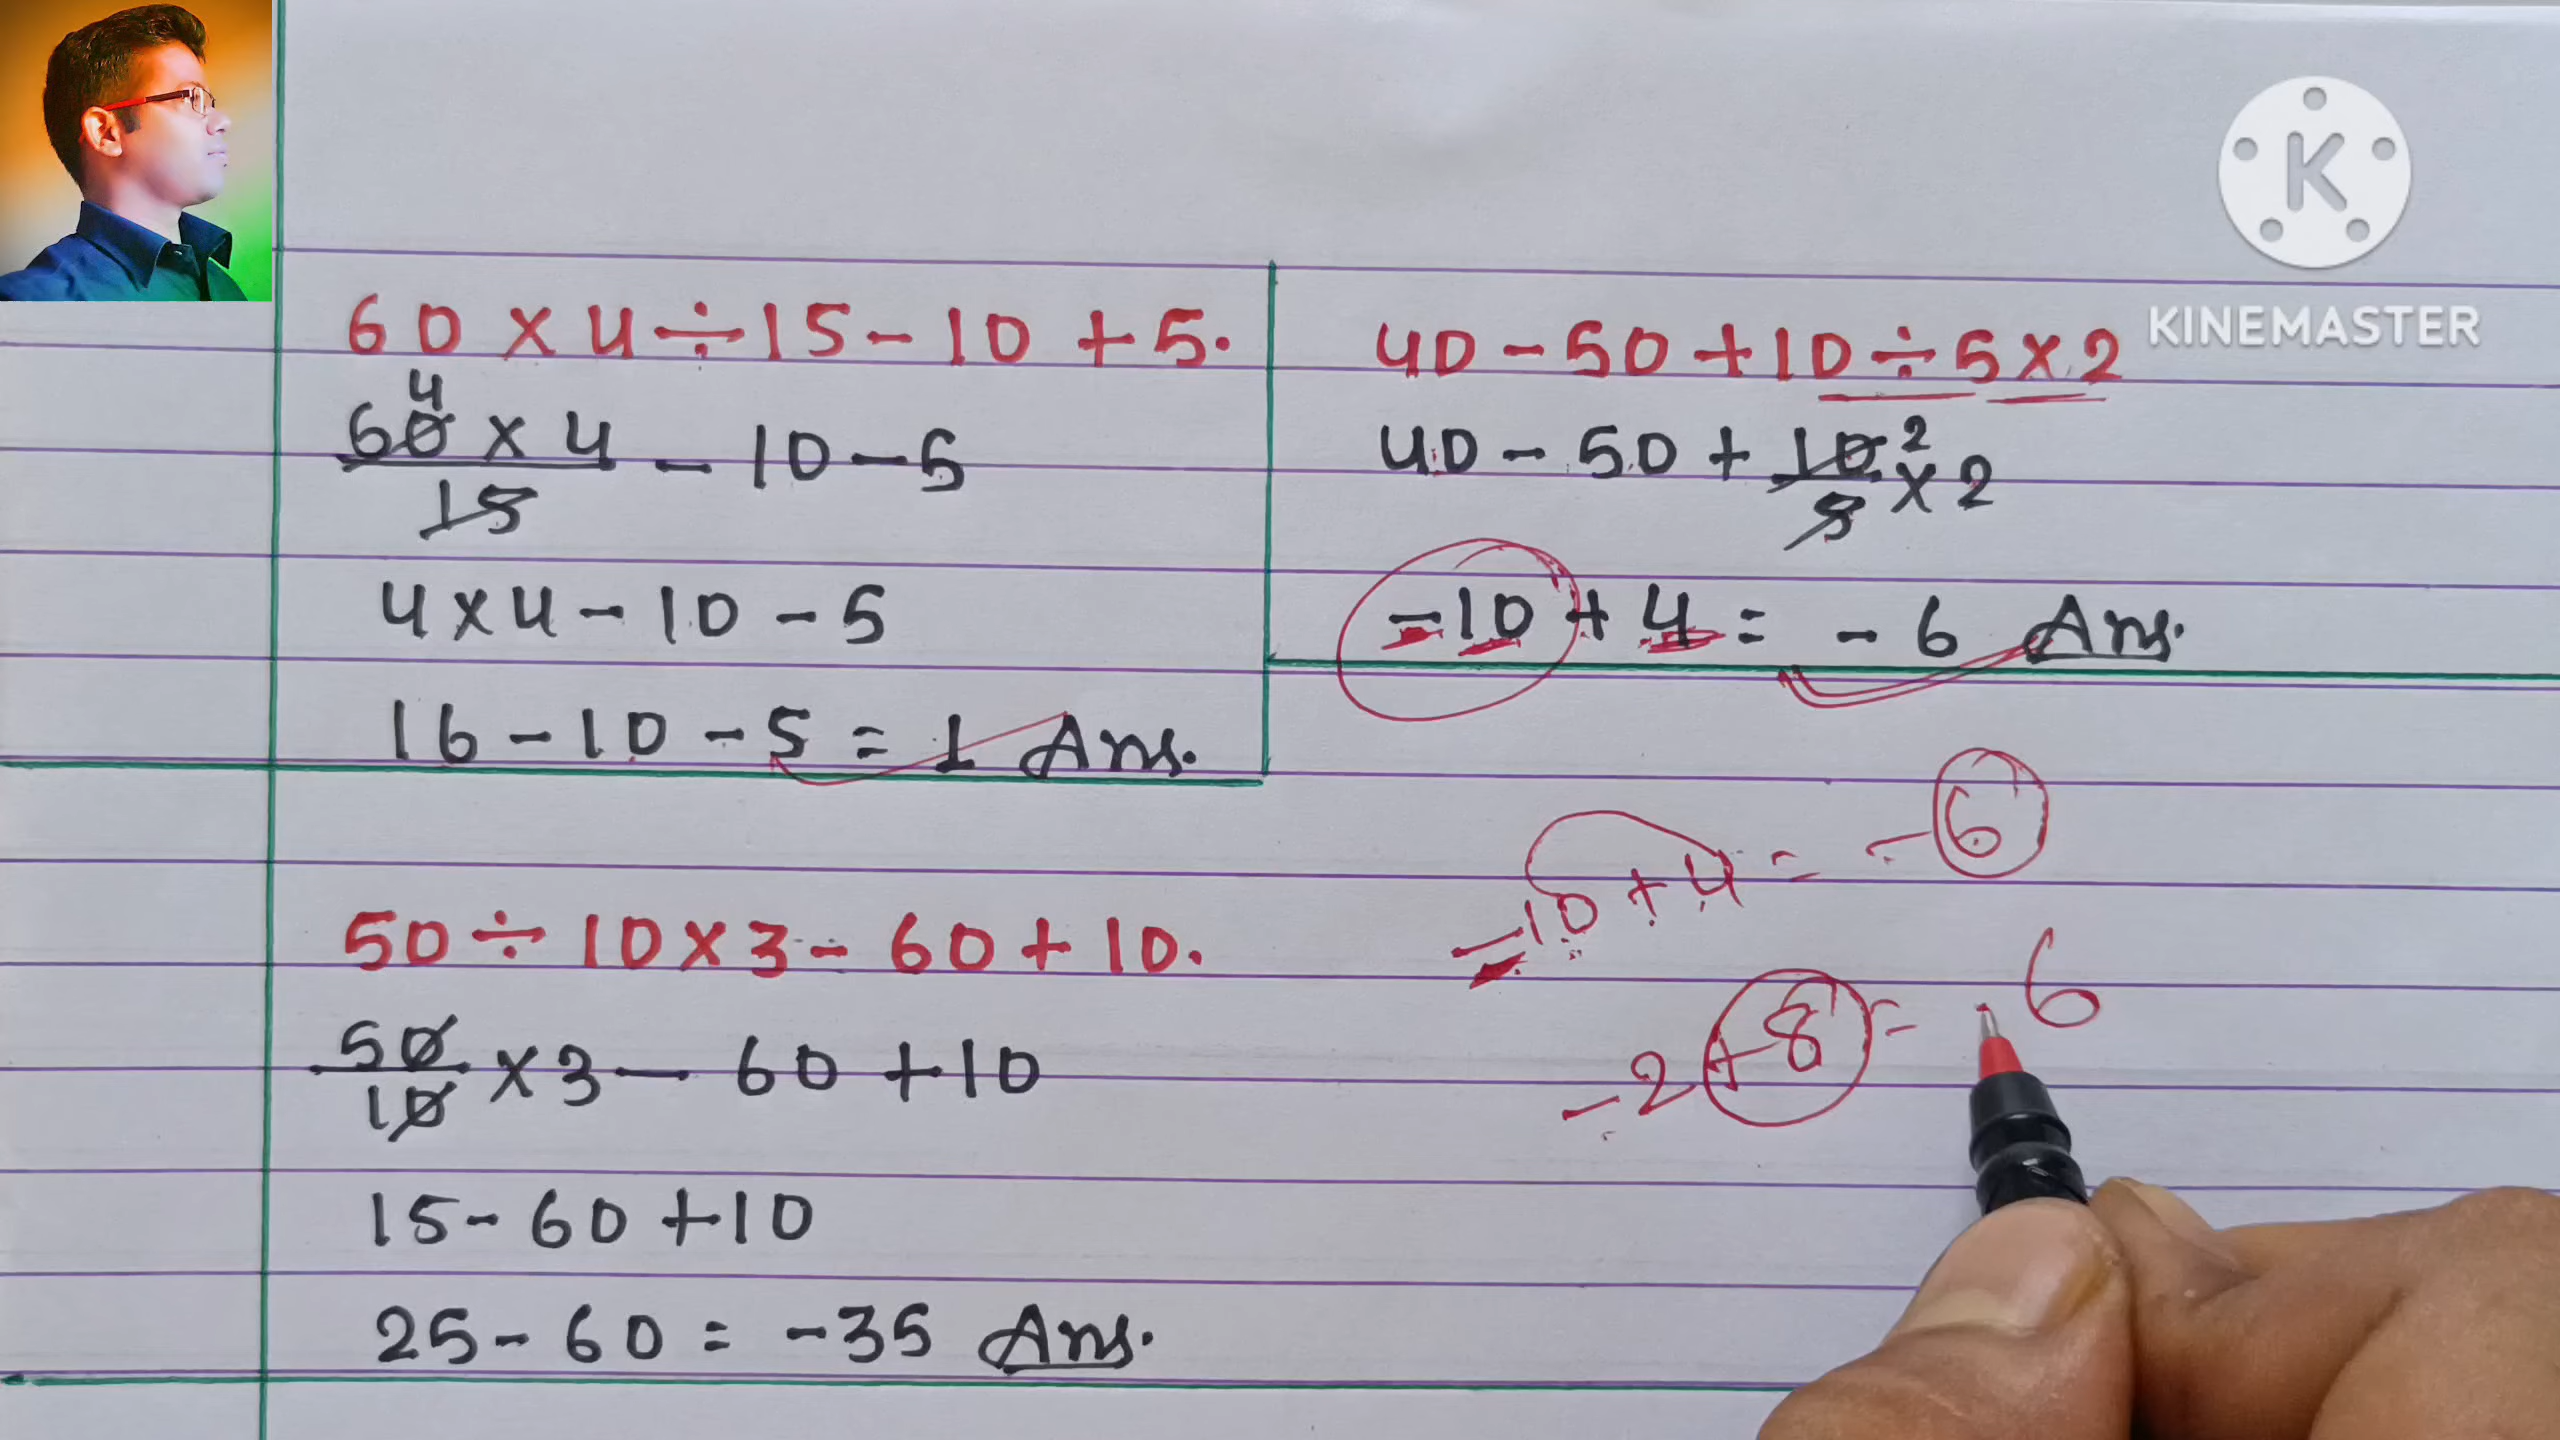 60 × 4 ÷ 15 - 10 + 5.
4
60 × 4 - 10 - 5
15
4 × 4 - 10 - 5
16 - 10 - 5 = 1 Ans.
40 - 50 + 10 ÷ 5 × 2
40 - 50 + 10 2 × 2
5
-10 + 4 = - 6 Ans.
-10 + 4 = - 6
-2 + 8 = 6
50 ÷ 10 × 3 - 60 + 10.
50 × 3 - 60 + 10
10
15 - 60 + 10
25 - 60 = -35 Ans.
K
KINEMASTER